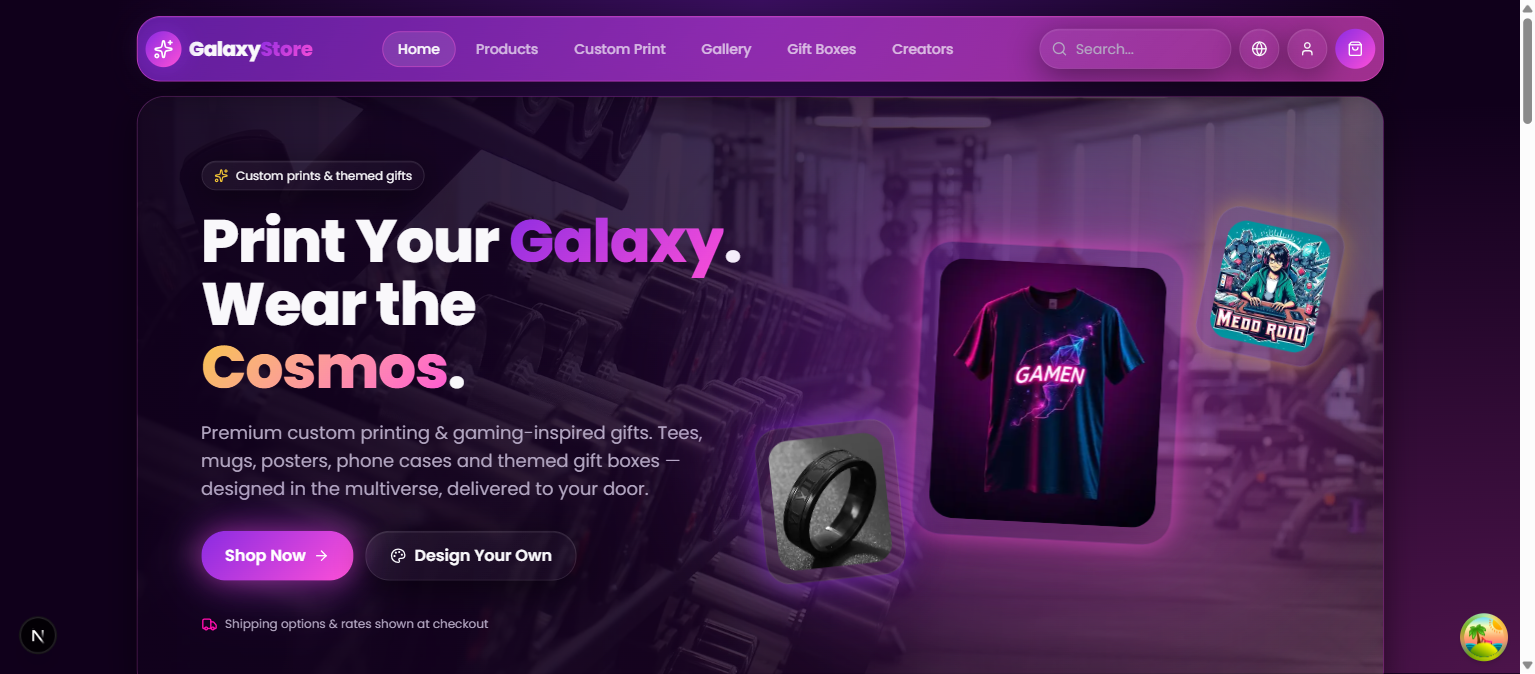 GalaxyStore
Home
Products
Custom Print
Gallery
Gift Boxes
Creators
Search...
Custom prints & themed gifts
Print Your Galaxy.
Wear the
Cosmos.
Premium custom printing & gaming-inspired gifts. Tees,
mugs, posters, phone cases and themed gift boxes —
designed in the multiverse, delivered to your door.
Shop Now
Design Your Own
Shipping options & rates shown at checkout
GAMEN
MEDO ROID
N